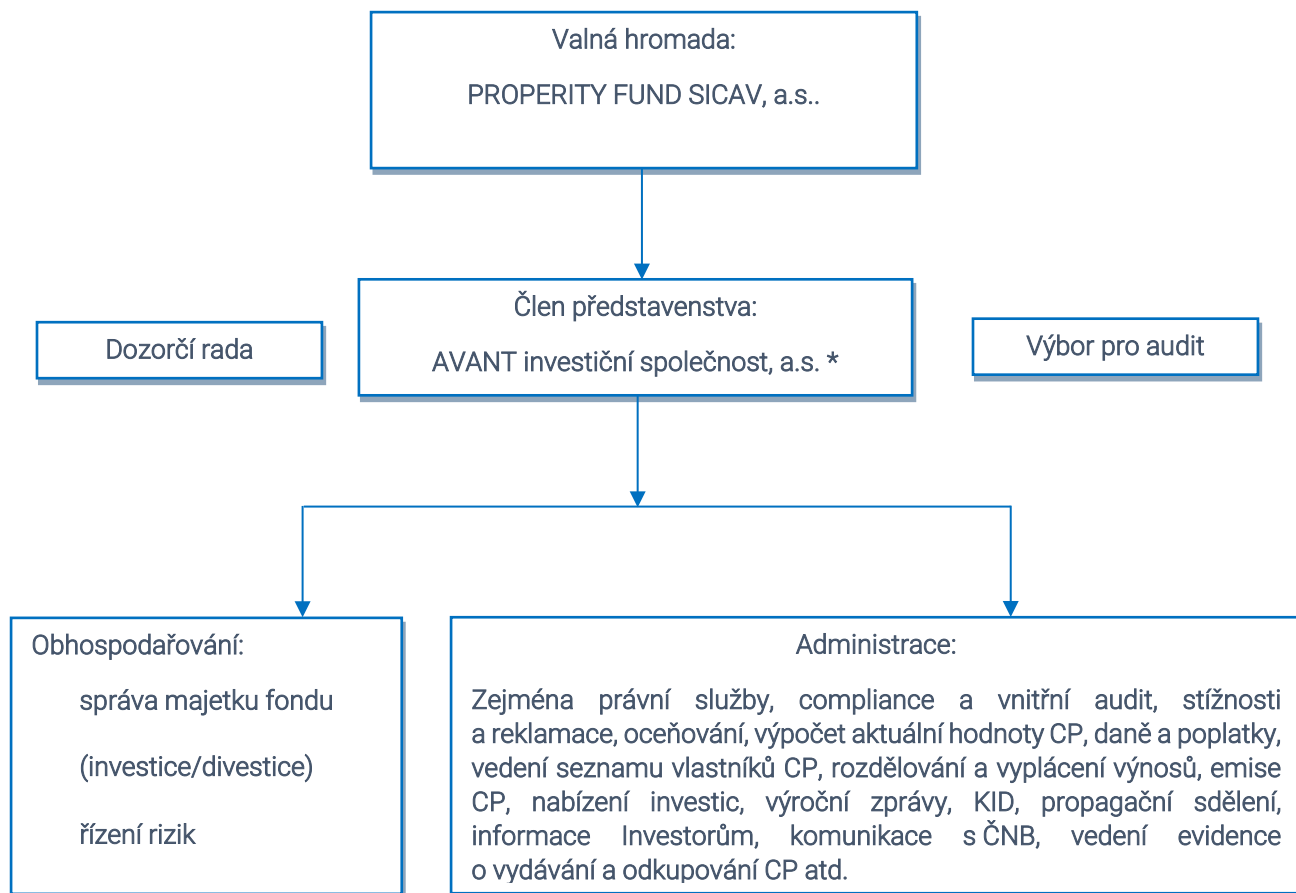 Valná hromada:
PROPERITY FUND SICAV, a.s..
Člen představenstva:
AVANT investiční společnost, a.s. *
Dozorčí rada
Výbor pro audit
Obhospodařování:
správa majetku fondu
(investice/divestice)
řízení rizik
Administrace:
Zejména právní služby, compliance a vnitřní audit, stížnosti
a reklamace, oceňování, výpočet aktuální hodnoty CP, daně a poplatky,
vedení seznamu vlastníků CP, rozdělování a vyplácení výnosů, emise
CP, nabízení investic, výroční zprávy, KID, propagační sdělení,
informace Investorům, komunikace s ČNB, vedení evidence
o vydávání a odkupování CP atd.